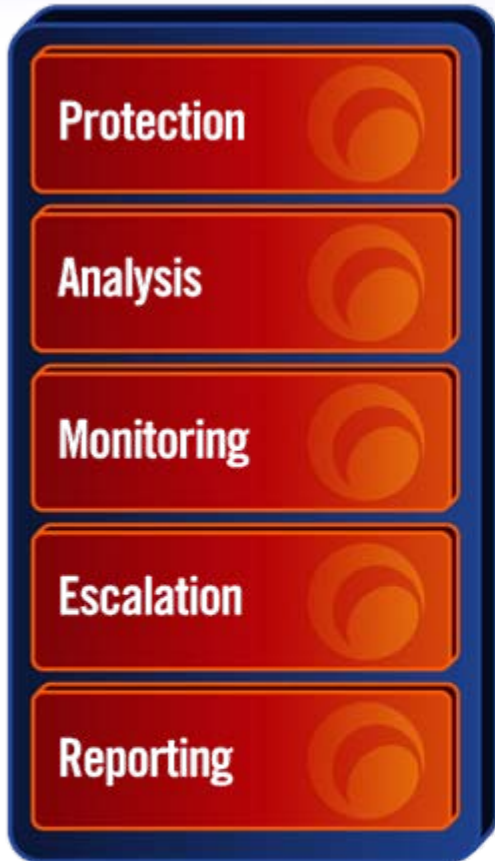 Protection
Analysis
Monitoring
Escalation
Reporting